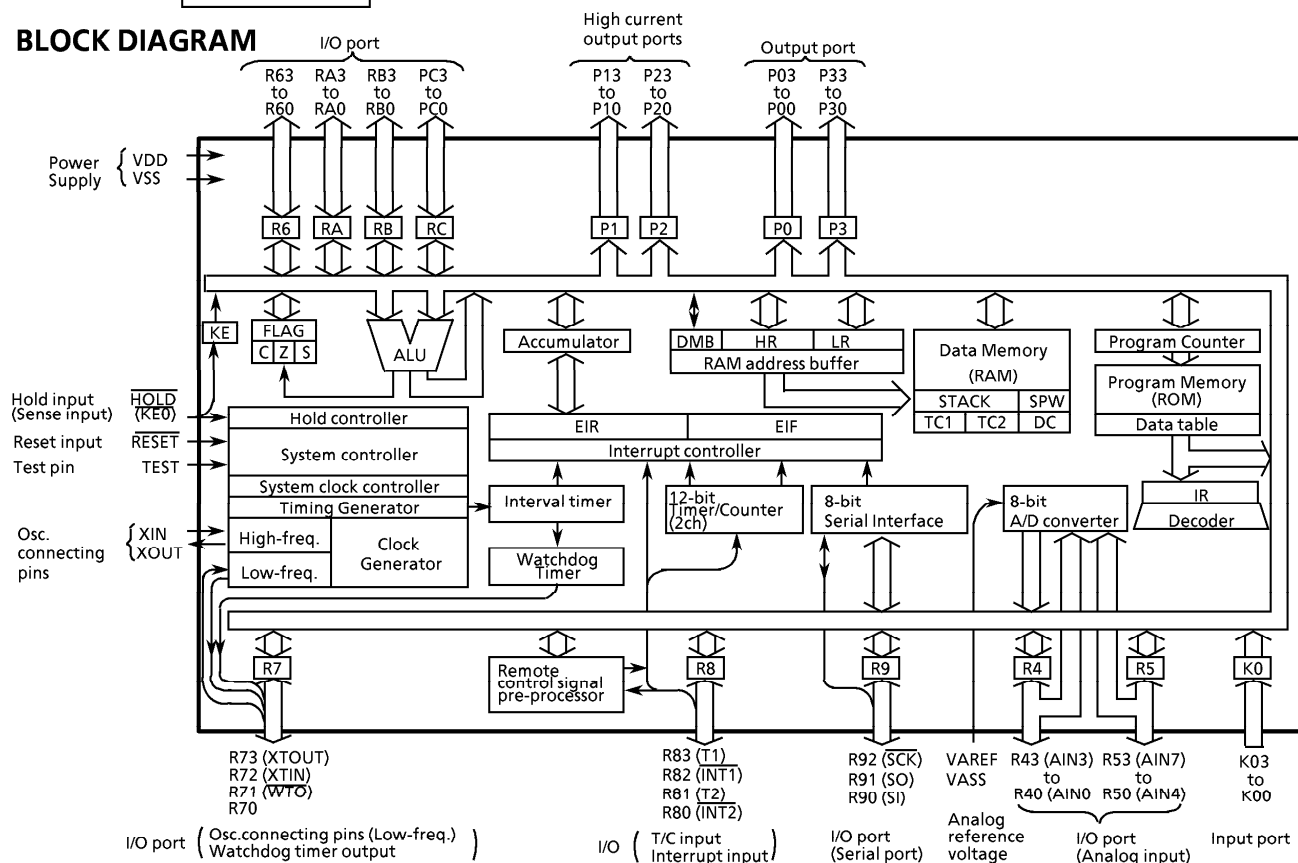 BLOCK DIAGRAM
I/O port
High current
output ports
Output port
R63
to
R60
RA3
to
RA0
RB3
to
RB0
PC3
to
PC0
P13
to
P10
P23
to
P20
P03
to
P00
P33
to
P30
Power
Supply
VDD
VSS
R6
RA
RB
RC
P1
P2
P0
P3
KE
FLAG
C Z S
ALU
Accumulator
DMB HR LR
RAM address buffer
Data Memory
(RAM)
STACK SPW
TC1 TC2 DC
Program Counter
Program Memory
(ROM)
Data table
IR
Decoder
Hold input
(Sense input)
HOLD
(KE0)
Reset input RESET
Test pin TEST
Osc.
connecting
pins
XIN
XOUT
Hold controller
System controller
System clock controller
Timing Generator
High-freq.
Low-freq.
Clock
Generator
EIR EIF
Interrupt controller
Interval timer
Watchdog
Timer
12-bit
Timer/Counter
(2ch)
8-bit
Serial Interface
8-bit
A/D converter
R7
Remote
control signal
pre-processor
R8
R9
R4
R5
K0
R73 (XTOUT)
R72 (XTIN)
R71 (WTO)
R70
I/O port
Osc.connecting pins (Low-freq.)
Watchdog timer output
R83 (T1)
R82 (INT1)
R81 (T2)
R80 (INT2)
I/O
T/C input
Interrupt input
R92 (SCK)
R91 (SO)
R90 (SI)
I/O port
(Serial port)
VAREF
VASS
Analog
reference
voltage
R43 (AIN3)
to
R40 (AIN0
R53 (AIN7)
to
R50 (AIN4)
I/O port
(Analog input)
K03
to
K00
Input port